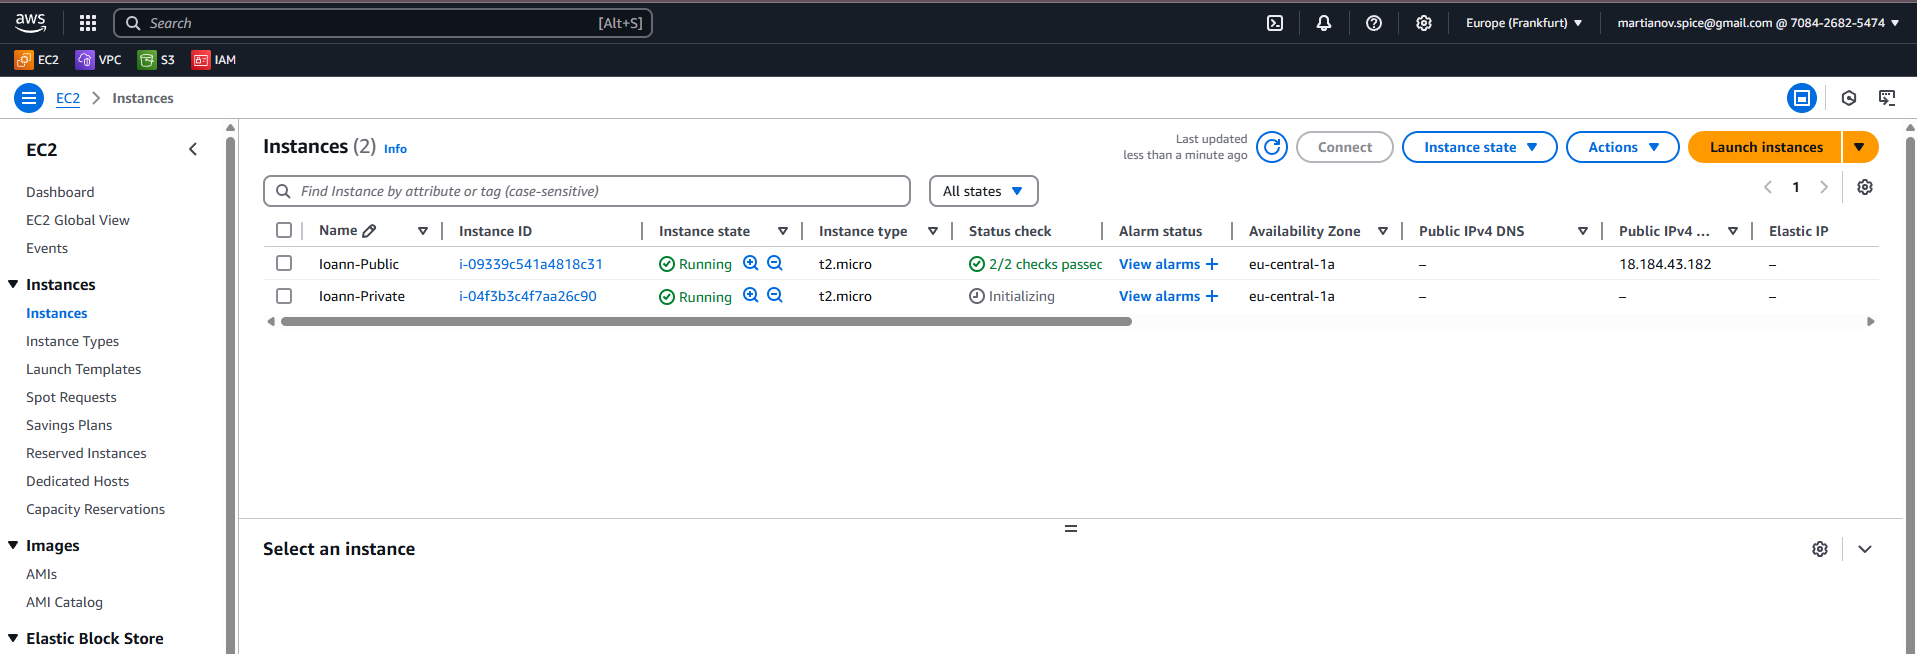 aws
Search [Alt+S]
Europe (Frankfurt)
martianov.spice@gmail.com @ 7084-2682-5474
EC2 VPC S3 IAM
EC2 Instances
EC2
Dashboard
EC2 Global View
Events
Instances
Instances
Instance Types
Launch Templates
Spot Requests
Savings Plans
Reserved Instances
Dedicated Hosts
Capacity Reservations
Images
AMIs
AMI Catalog
Elastic Block Store
Instances (2) Info
Last updated
less than a minute ago
Connect Instance state Actions Launch instances
Find Instance by attribute or tag (case-sensitive)
All states
1
Name Instance ID Instance state Instance type Status check Alarm status Availability Zone Public IPv4 DNS Public IPv4 ... Elastic IP
Ioann-Public i-09339c541a4818c31 Running t2.micro 2/2 checks passec View alarms + eu-central-1a – 18.184.43.182 –
Ioann-Private i-04f3b3c4f7aa26c90 Running t2.micro Initializing View alarms + eu-central-1a – – –
Select an instance